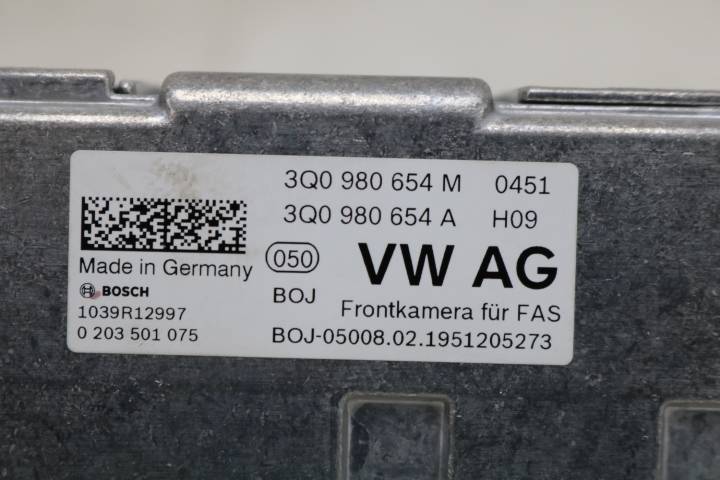 3Q0 980 654 M 0451
3Q0 980 654 A H09
Made in Germany 050 VW AG
BOSCH BOJ Frontkamera für FAS
1039R12997
0 203 501 075 BOJ-05008.02.1951205273